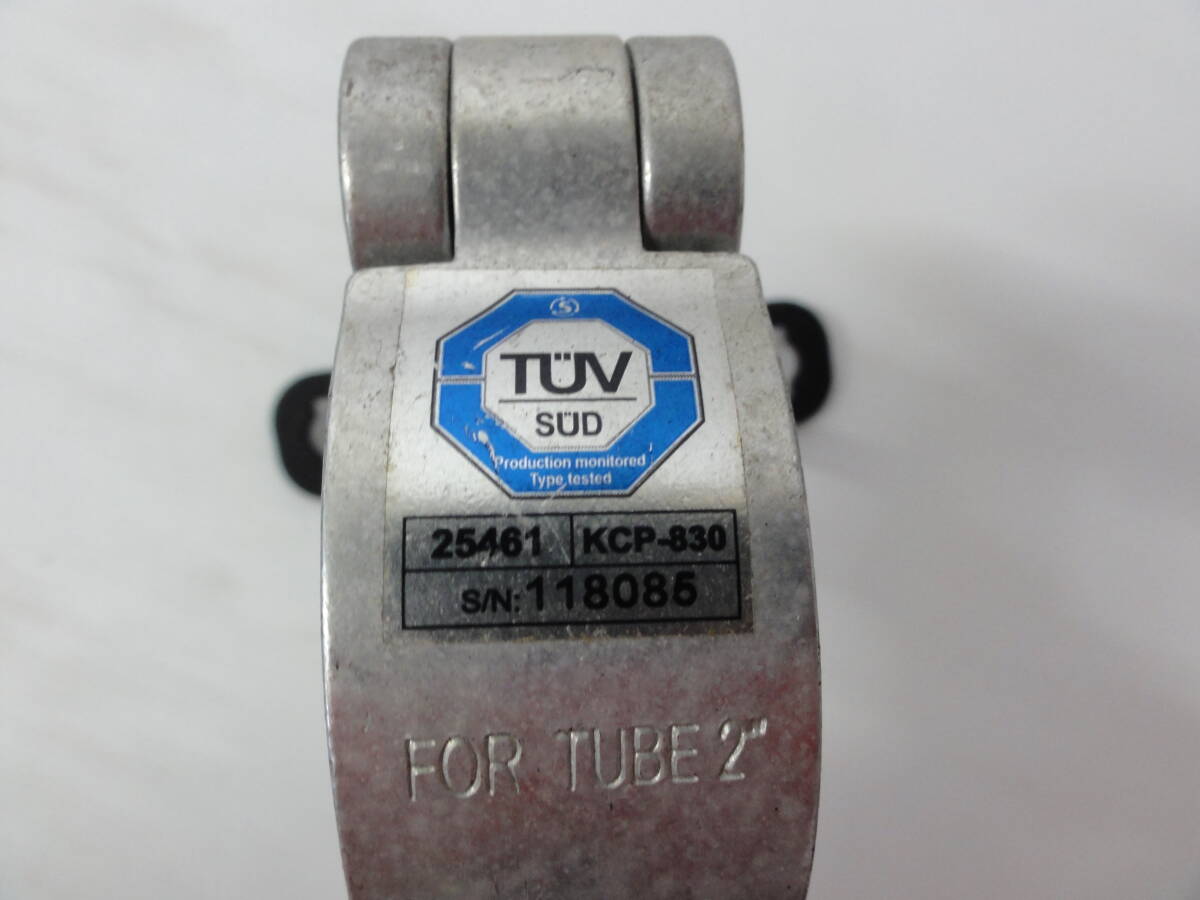 S
TÜV
SÜD
Production monitored
Type tested
25461 KCP-830
S/N: 118085
FOR TUBE 2"